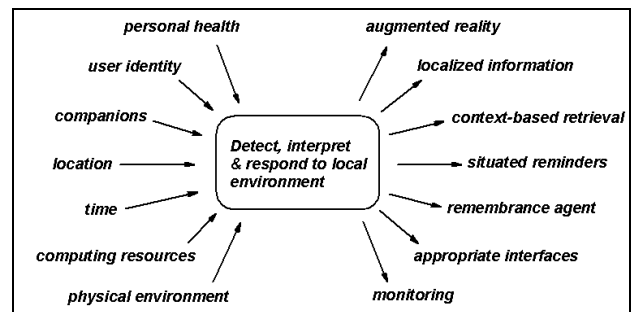 personal health
user identity
companions
location
time
computing resources
physical environment
Detect, interpret
& respond to local
environment
augmented reality
localized information
context-based retrieval
situated reminders
remembrance agent
appropriate interfaces
monitoring